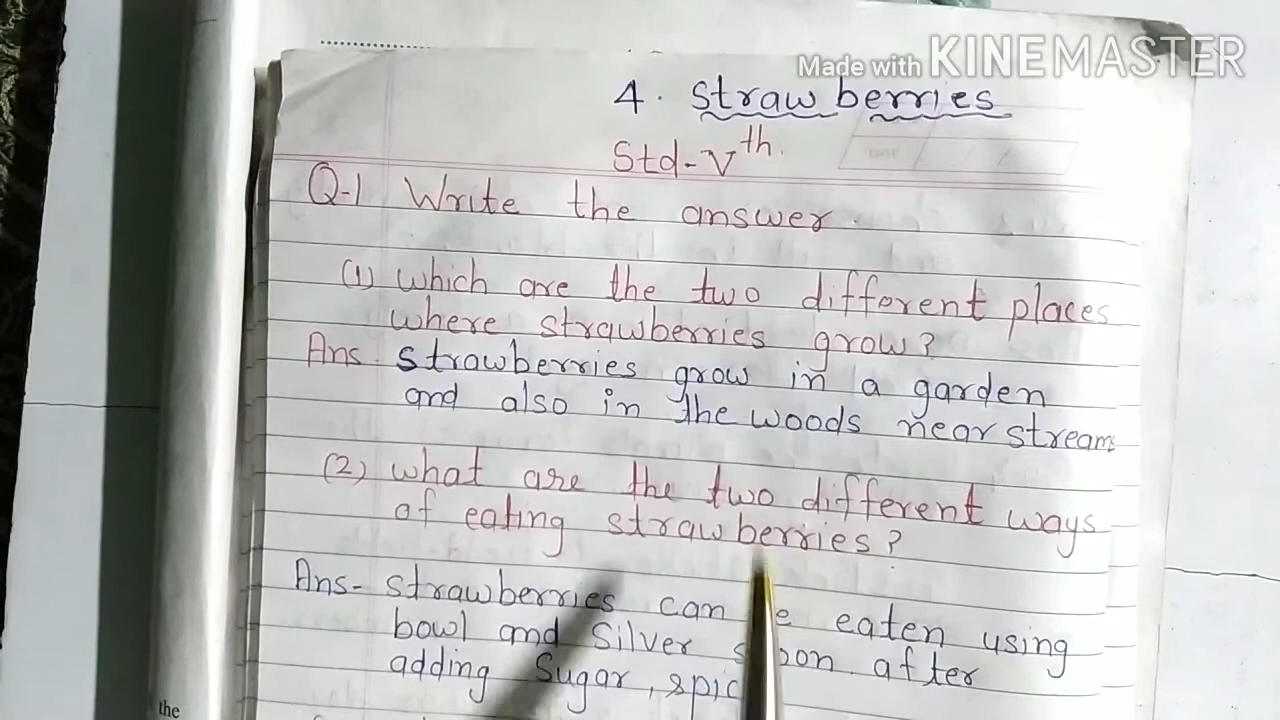 Made with KINEMASTER
4. Strawberries
Std-Vth.
Q-1 Write the answer.
(1) which are the two different places
where strawberries grow?
Ans. Strawberries grow in a garden
and also in the woods near stream
(2) what are the two different ways
of eating strawberries?
Ans- strawberries can eaten using
bowl and Silver after
adding Sugar,
the